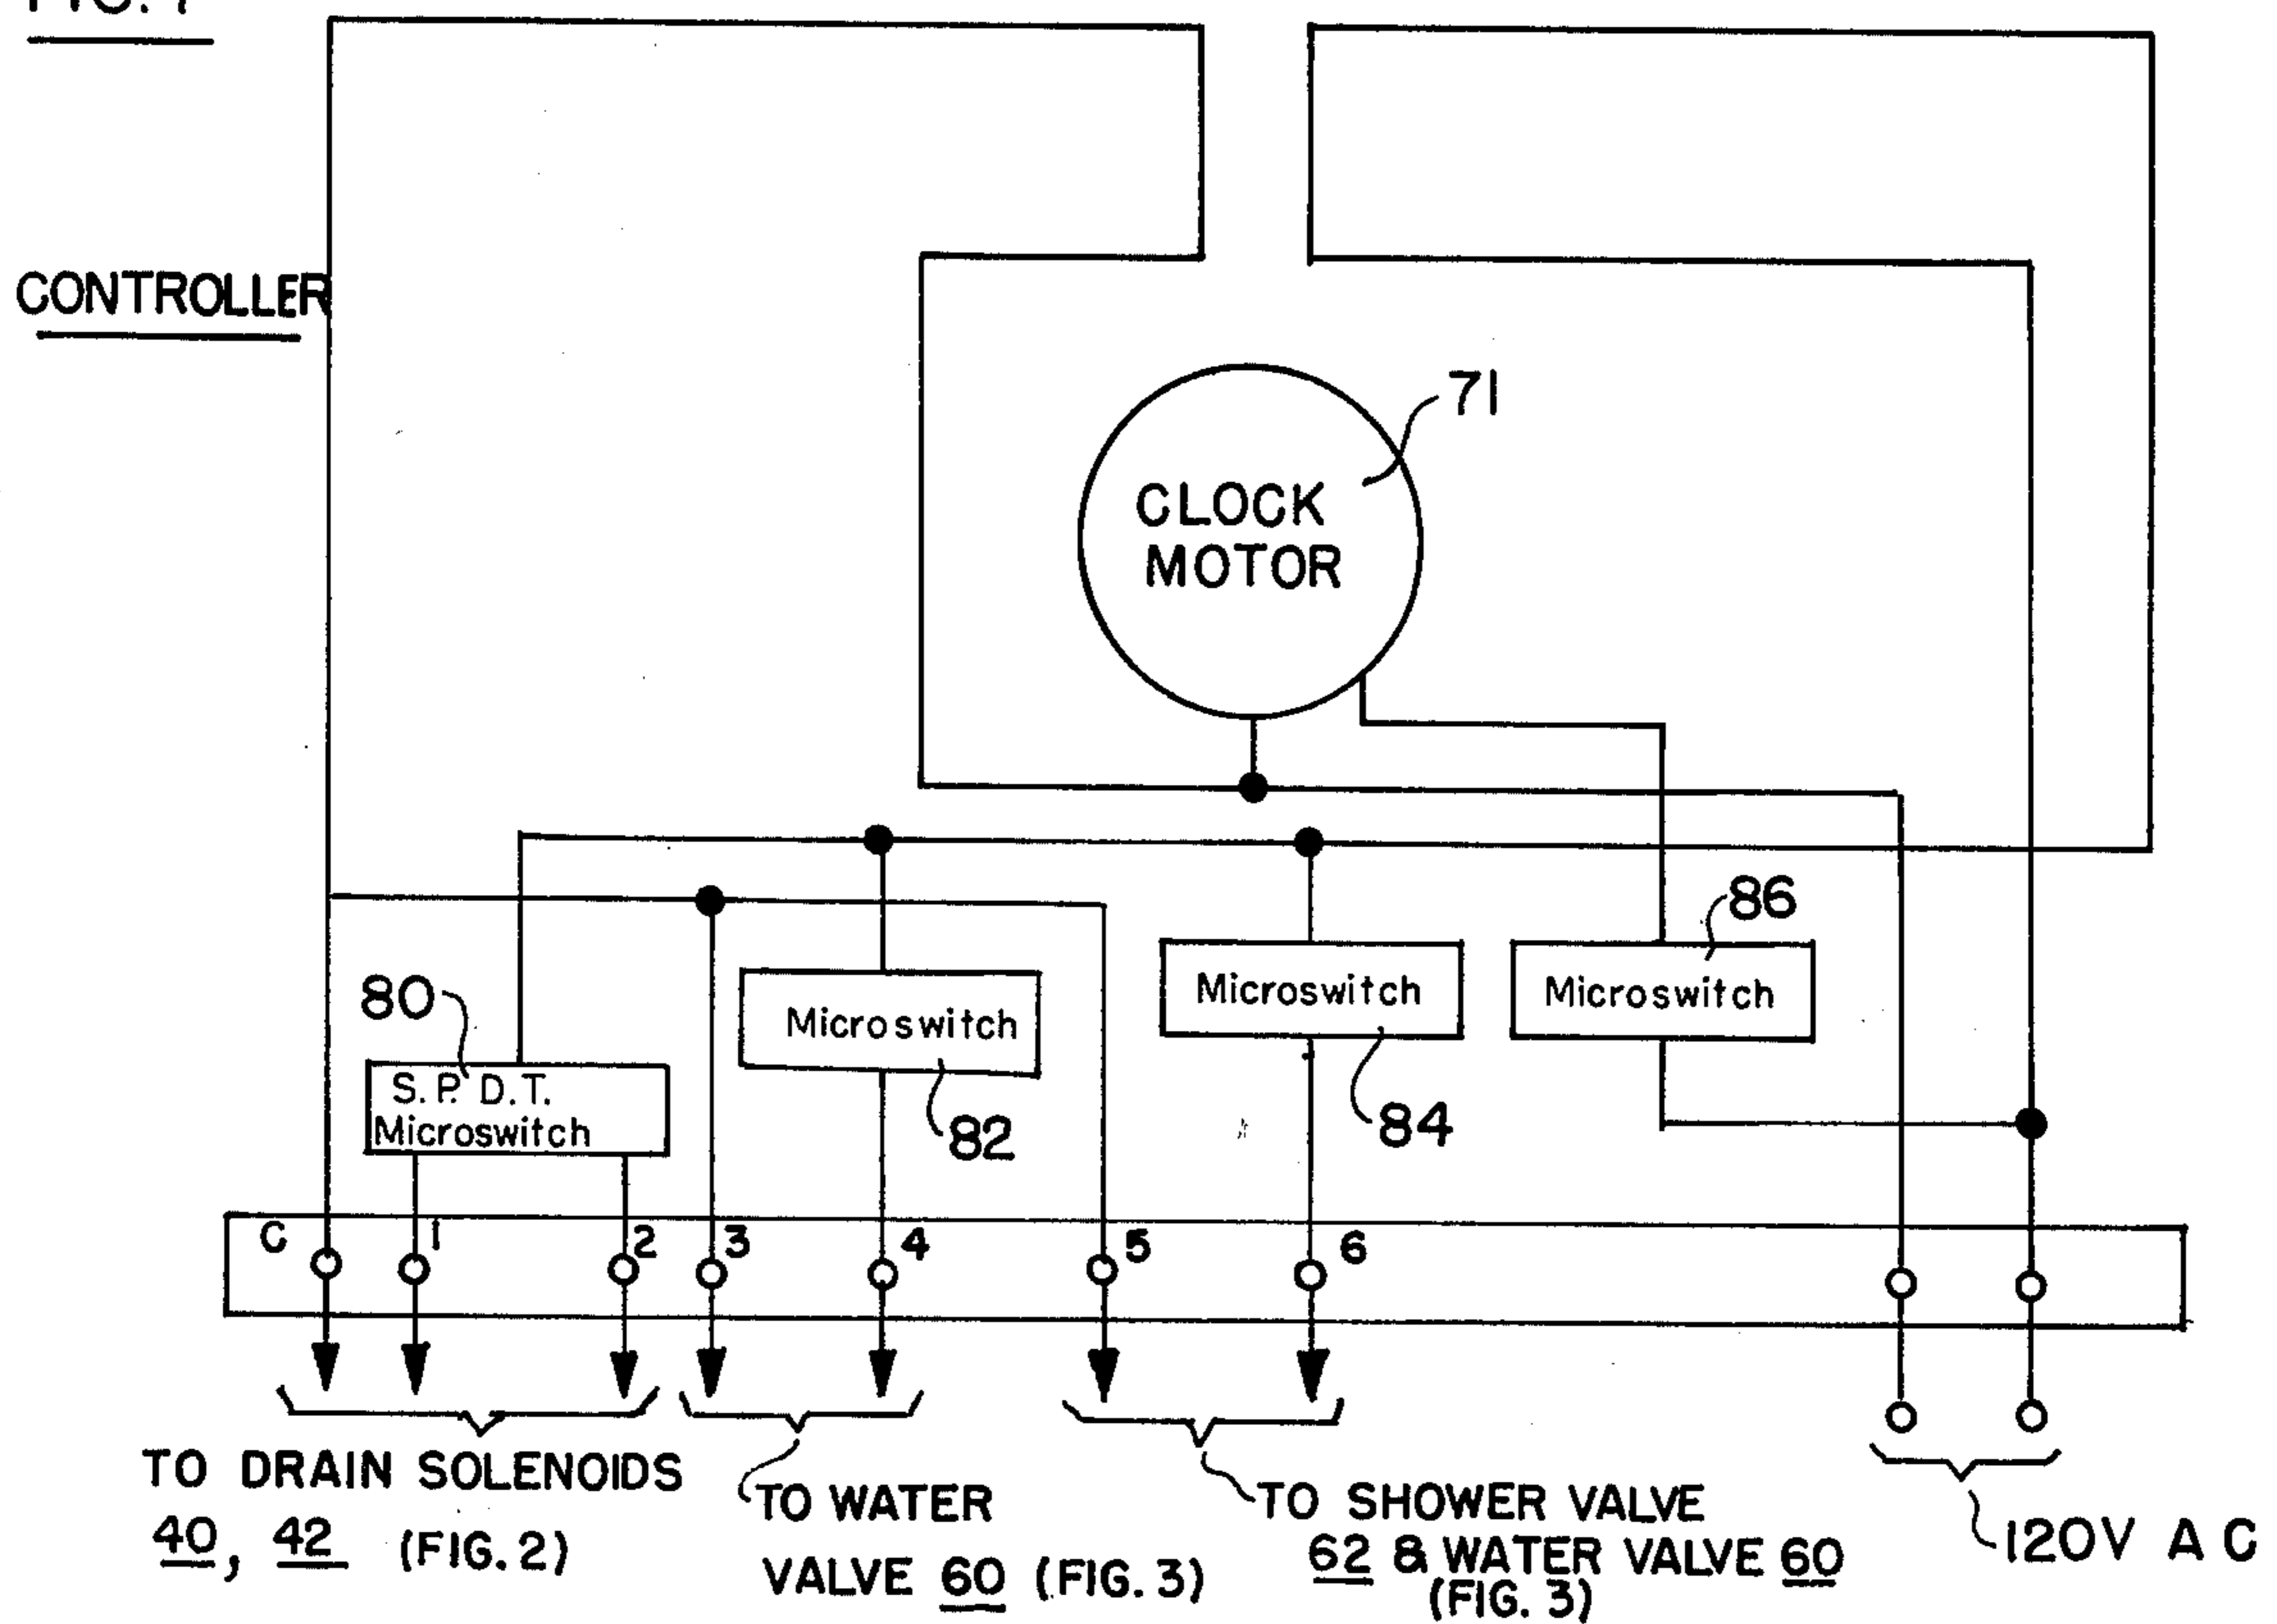 CONTROLLER
71
CLOCK
MOTOR
86
80
Microswitch
Microswitch
Microswitch
S.P. D.T.
Microswitch
82
84
C
1
2
3
4
5
6
TO DRAIN SOLENOIDS
40, 42 (FIG. 2)
TO WATER
VALVE 60 (FIG. 3)
TO SHOWER VALVE
62 & WATER VALVE 60
(FIG. 3)
120V AC